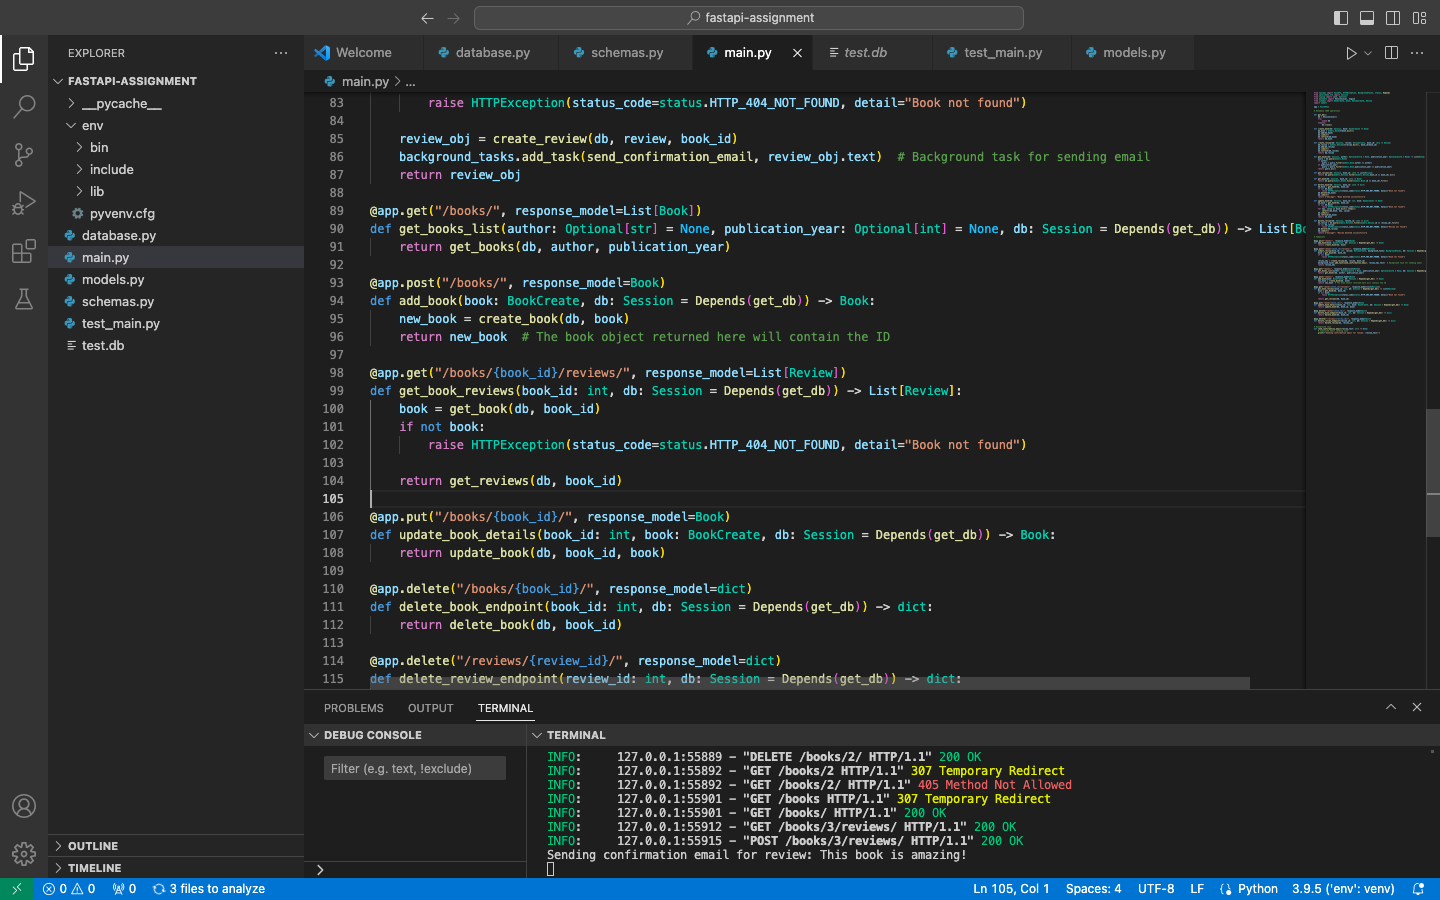 fastapi-assignment
EXPLORER
FASTAPI-ASSIGNMENT
__pycache__
env
bin
include
lib
pyvenv.cfg
database.py
main.py
models.py
schemas.py
test_main.py
test.db
OUTLINE
TIMELINE
Welcome
database.py
schemas.py
main.py
test.db
test_main.py
models.py
main.py > ...
83 raise HTTPException(status_code=status.HTTP_404_NOT_FOUND, detail="Book not found")
84
85 review_obj = create_review(db, review, book_id)
86 background_tasks.add_task(send_confirmation_email, review_obj.text)  # Background task for sending email
87 return review_obj
88
89 @app.get("/books/", response_model=List[Book])
90 def get_books_list(author: Optional[str] = None, publication_year: Optional[int] = None, db: Session = Depends(get_db)) -> List[Bo
91 return get_books(db, author, publication_year)
92
93 @app.post("/books/", response_model=Book)
94 def add_book(book: BookCreate, db: Session = Depends(get_db)) -> Book:
95 new_book = create_book(db, book)
96 return new_book  # The book object returned here will contain the ID
97
98 @app.get("/books/{book_id}/reviews/", response_model=List[Review])
99 def get_book_reviews(book_id: int, db: Session = Depends(get_db)) -> List[Review]:
100 book = get_book(db, book_id)
101 if not book:
102 raise HTTPException(status_code=status.HTTP_404_NOT_FOUND, detail="Book not found")
103
104 return get_reviews(db, book_id)
105
106 @app.put("/books/{book_id}/", response_model=Book)
107 def update_book_details(book_id: int, book: BookCreate, db: Session = Depends(get_db)) -> Book:
108 return update_book(db, book_id, book)
109
110 @app.delete("/books/{book_id}/", response_model=dict)
111 def delete_book_endpoint(book_id: int, db: Session = Depends(get_db)) -> dict:
112 return delete_book(db, book_id)
113
114 @app.delete("/reviews/{review_id}/", response_model=dict)
115 def delete_review_endpoint(review_id: int, db: Session = Depends(get_db)) -> dict:
PROBLEMS OUTPUT TERMINAL
DEBUG CONSOLE
Filter (e.g. text, !exclude)
TERMINAL
INFO: 127.0.0.1:55889 - "DELETE /books/2/ HTTP/1.1" 200 OK
INFO: 127.0.0.1:55892 - "GET /books/2 HTTP/1.1" 307 Temporary Redirect
INFO: 127.0.0.1:55892 - "GET /books/2/ HTTP/1.1" 405 Method Not Allowed
INFO: 127.0.0.1:55901 - "GET /books HTTP/1.1" 307 Temporary Redirect
INFO: 127.0.0.1:55901 - "GET /books/ HTTP/1.1" 200 OK
INFO: 127.0.0.1:55912 - "GET /books/3/reviews/ HTTP/1.1" 200 OK
INFO: 127.0.0.1:55915 - "POST /books/3/reviews/ HTTP/1.1" 200 OK
Sending confirmation email for review: This book is amazing!
0 0 0 3 files to analyze Ln 105, Col 1 Spaces: 4 UTF-8 LF Python 3.9.5 ('env': venv)